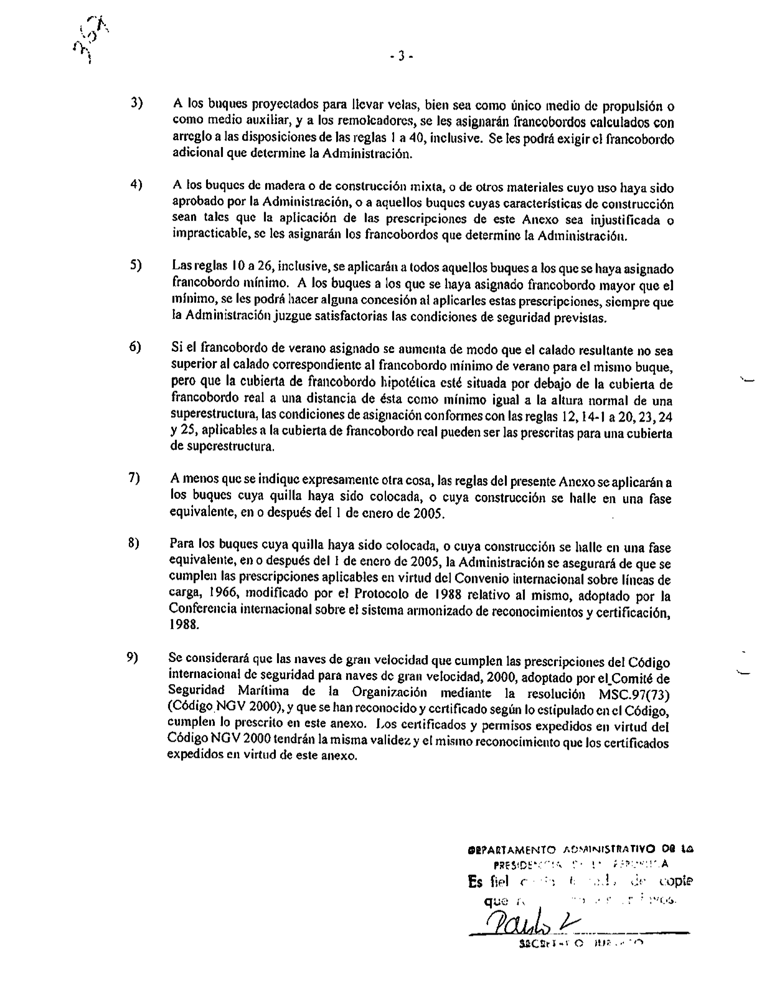 - 3 -
3) A los buques proyectados para llevar velas, bien sea como único medio de propulsión o
como medio auxiliar, y a los remolcadores, se les asignarán francobordos calculados con
arreglo a las disposiciones de las reglas 1 a 40, inclusive. Se les podrá exigir el francobordo
adicional que determine la Administración.
4) A los buques de madera o de construcción mixta, o de otros materiales cuyo uso haya sido
aprobado por la Administración, o a aquellos buques cuyas características de construcción
sean tales que la aplicación de las prescripciones de este Anexo sea injustificada o
impracticable, se les asignarán los francobordos que determine la Administración.
5) Las reglas 10 a 26, inclusive, se aplicarán a todos aquellos buques a los que se haya asignado
francobordo mínimo. A los buques a los que se haya asignado francobordo mayor que el
mínimo, se les podrá hacer alguna concesión al aplicarles estas prescripciones, siempre que
la Administración juzgue satisfactorias las condiciones de seguridad previstas.
6) Si el francobordo de verano asignado se aumenta de modo que el calado resultante no sea
superior al calado correspondiente al francobordo mínimo de verano para el mismo buque,
pero que la cubierta de francobordo hipotética esté situada por debajo de la cubierta de
francobordo real a una distancia de ésta como mínimo igual a la altura normal de una
superestructura, las condiciones de asignación conformes con las reglas 12, 14-1 a 20, 23, 24
y 25, aplicables a la cubierta de francobordo real pueden ser las prescritas para una cubierta
de superestructura.
7) A menos que se indique expresamente otra cosa, las reglas del presente Anexo se aplicarán a
los buques cuya quilla haya sido colocada, o cuya construcción se halle en una fase
equivalente, en o después del 1 de enero de 2005.
8) Para los buques cuya quilla haya sido colocada, o cuya construcción se halle en una fase
equivalente, en o después del 1 de enero de 2005, la Administración se asegurará de que se
cumplen las prescripciones aplicables en virtud del Convenio internacional sobre líneas de
carga, 1966, modificado por el Protocolo de 1988 relativo al mismo, adoptado por la
Conferencia internacional sobre el sistema armonizado de reconocimientos y certificación,
1988.
9) Se considerará que las naves de gran velocidad que cumplen las prescripciones del Código
internacional de seguridad para naves de gran velocidad, 2000, adoptado por el Comité de
Seguridad Marítima de la Organización mediante la resolución MSC.97(73)
(Código NGV 2000), y que se han reconocido y certificado según lo estipulado en el Código,
cumplen lo prescrito en este anexo. Los certificados y permisos expedidos en virtud del
Código NGV 2000 tendrán la misma validez y el mismo reconocimiento que los certificados
expedidos en virtud de este anexo.
DEPARTAMENTO ADMINISTRATIVO DE LA
Es fiel de copia
que